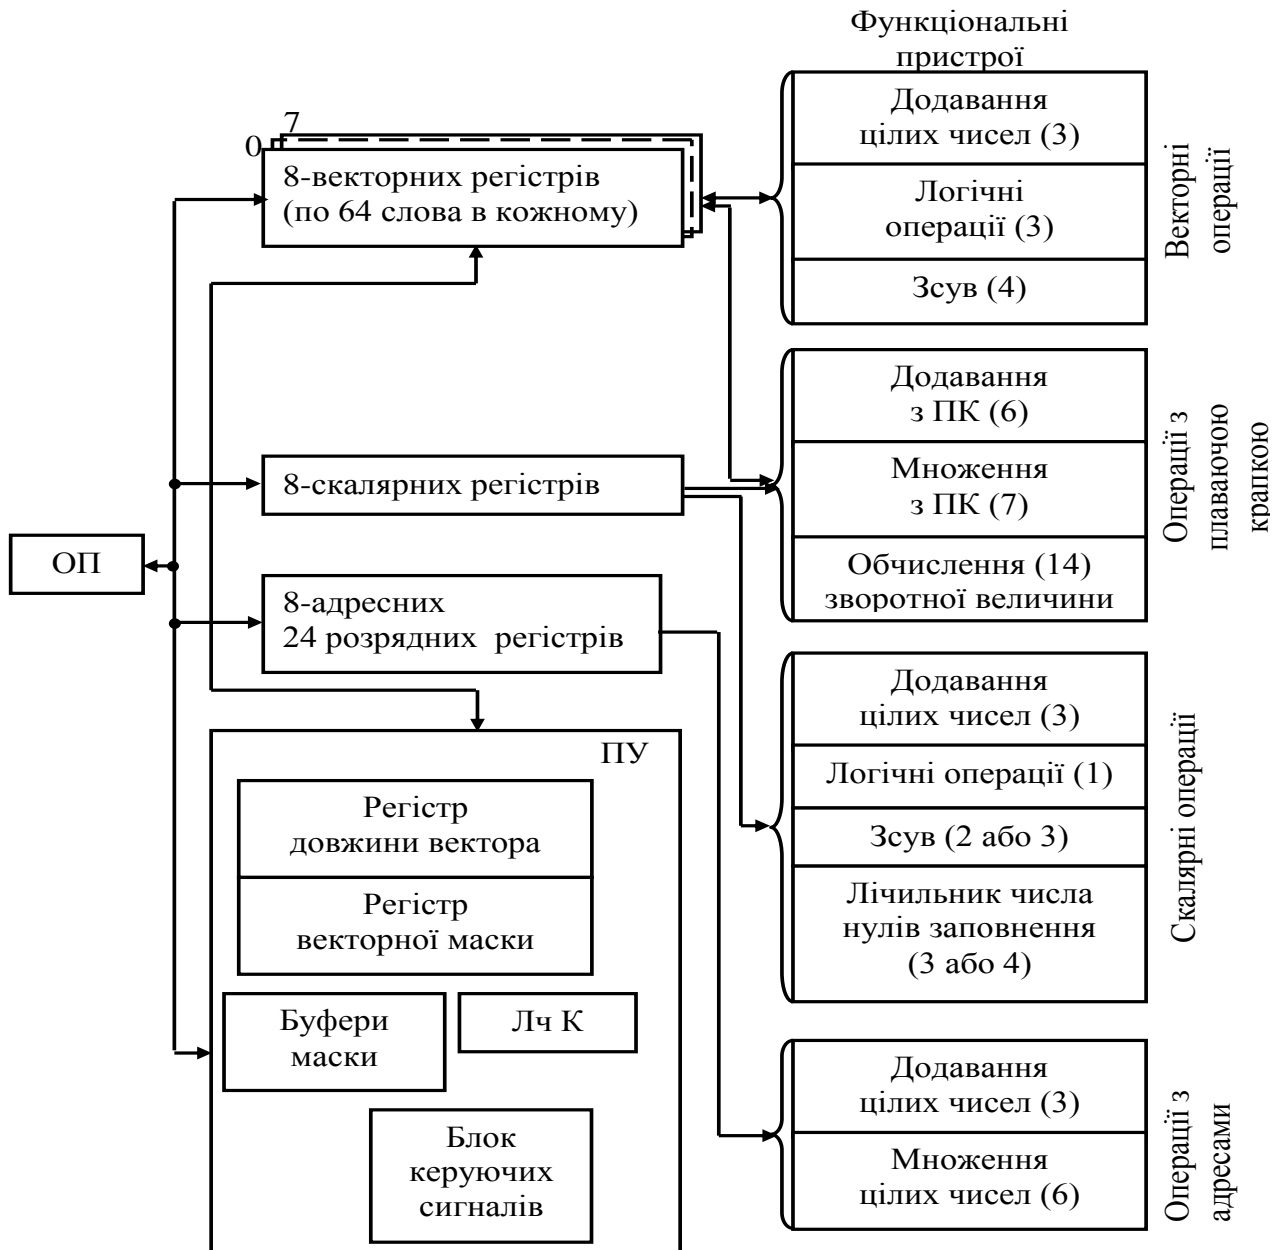 Функціональні
пристрої
7
0
8-векторних регістрів
(по 64 слова в кожному)
Додавання
цілих чисел (3)
Логічні
операції (3)
Зсув (4)
Векторні
операції
8-скалярних регістрів
Додавання
з ПК (6)
Множення
з ПК (7)
Обчислення (14)
зворотної величини
Операції з
плаваючою
крапкою
ОП
8-адресних
24 розрядних регістрів
Додавання
цілих чисел (3)
Логічні операції (1)
Зсув (2 або 3)
Лічильник числа
нулів заповнення
(3 або 4)
Скалярні операції
ПУ
Регістр
довжини вектора
Регістр
векторної маски
Буфери
маски
Лч К
Блок
керуючих
сигналів
Додавання
цілих чисел (3)
Множення
цілих чисел (6)
Операції з
адресами